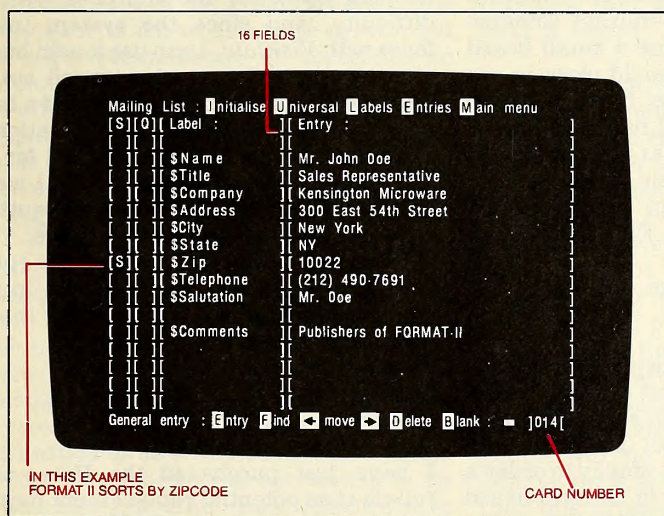 16 FIELDS
Mailing List : Initialise Universal Labels Entries Main menu
[S][Q][ Label : ][ Entry : ]
[ ][ ][ ][ ]
[ ][ ][ $Name ][ Mr. John Doe ]
[ ][ ][ $Title ][ Sales Representative ]
[ ][ ][ $Company ][ Kensington Microware ]
[ ][ ][ $Address ][ 300 East 54th Street ]
[ ][ ][ $City ][ New York ]
[ ][ ][ $State ][ NY ]
[S][ ][ $Zip ][ 10022 ]
[ ][ ][ $Telephone ][ (212) 490-7691 ]
[ ][ ][ $Salutation ][ Mr. Doe ]
[ ][ ][ ][ ]
[ ][ ][ $Comments ][ Publishers of FORMAT-II ]
[ ][ ][ ][ ]
[ ][ ][ ][ ]
[ ][ ][ ][ ]
[ ][ ][ ][ ]
General entry : Entry Find ← move → Delete Blank : = ]014[
IN THIS EXAMPLE
FORMAT II SORTS BY ZIPCODE
CARD NUMBER